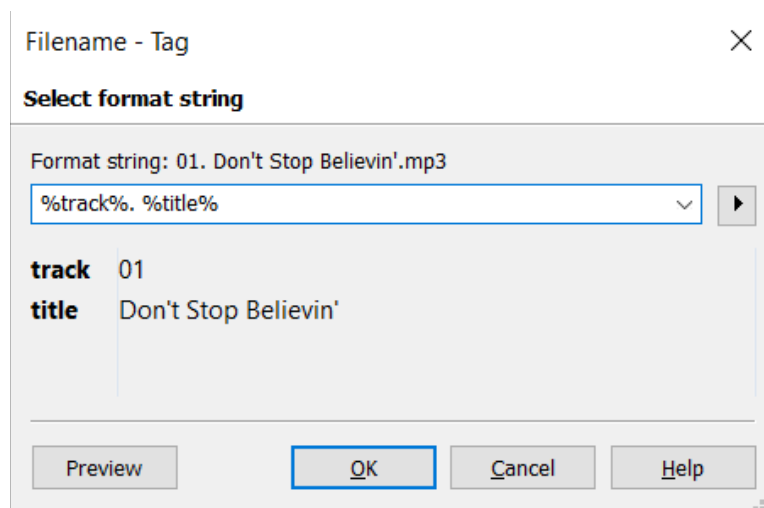 Filename - Tag
Select format string
Format string: 01. Don't Stop Believin'.mp3
%track%. %title%
track 01
title Don't Stop Believin'
Preview OK Cancel Help